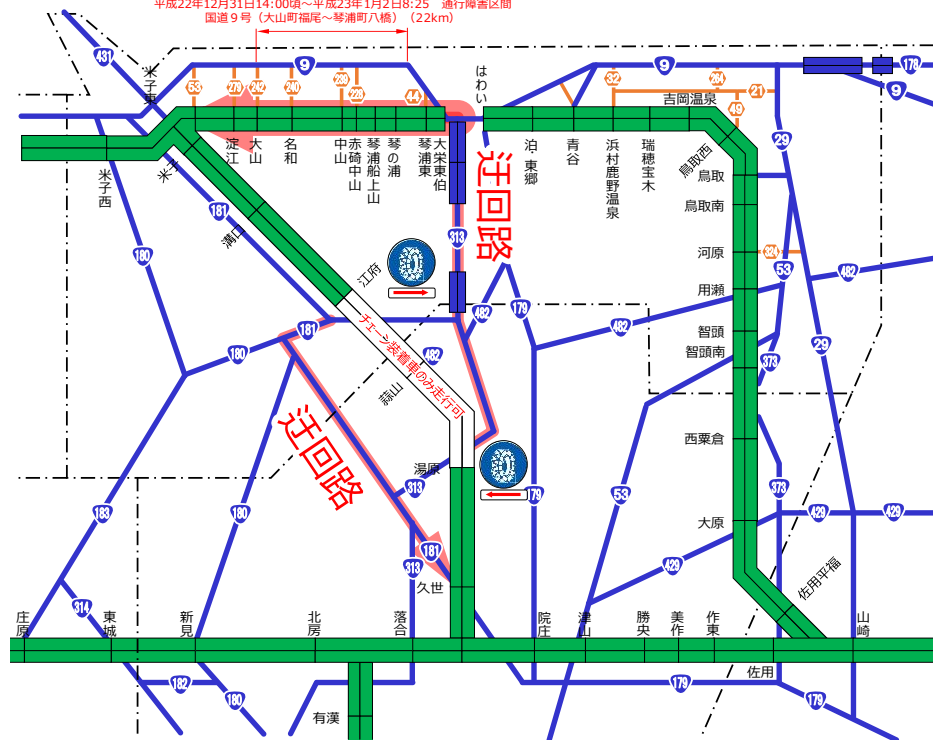 平成22年12月31日14:00頃～平成23年1月2日8:25　通行障害区間
国道９号（大山町福尾～琴浦町八橋）（22km）
431
米子東
9
はわい
9
178
53
270
242
240
239
228
44
32
264
21
49
9
吉岡温泉
29
米子西
米子
淀江
大山
名和
中山
赤碕中山
琴浦船上山
琴の浦
琴浦東
大栄東伯
泊・東郷
青谷
浜村鹿野温泉
瑞穂宝木
鳥取西
鳥取
鳥取南
迂回路
181
溝口
313
180
江府
河原
324
53
482
用瀬
チェーン装着車のみ走行可
482
179
482
智頭
181
智頭南
29
180
482
373
蒜山
迂回路
西粟倉
湯原
313
179
53
373
183
180
大原
429
429
181
313
429
久世
佐用平福
314
庄原
東城
新見
北房
落合
院庄
津山
勝央
美作
作東
山崎
佐用
182
180
179
179
有漢